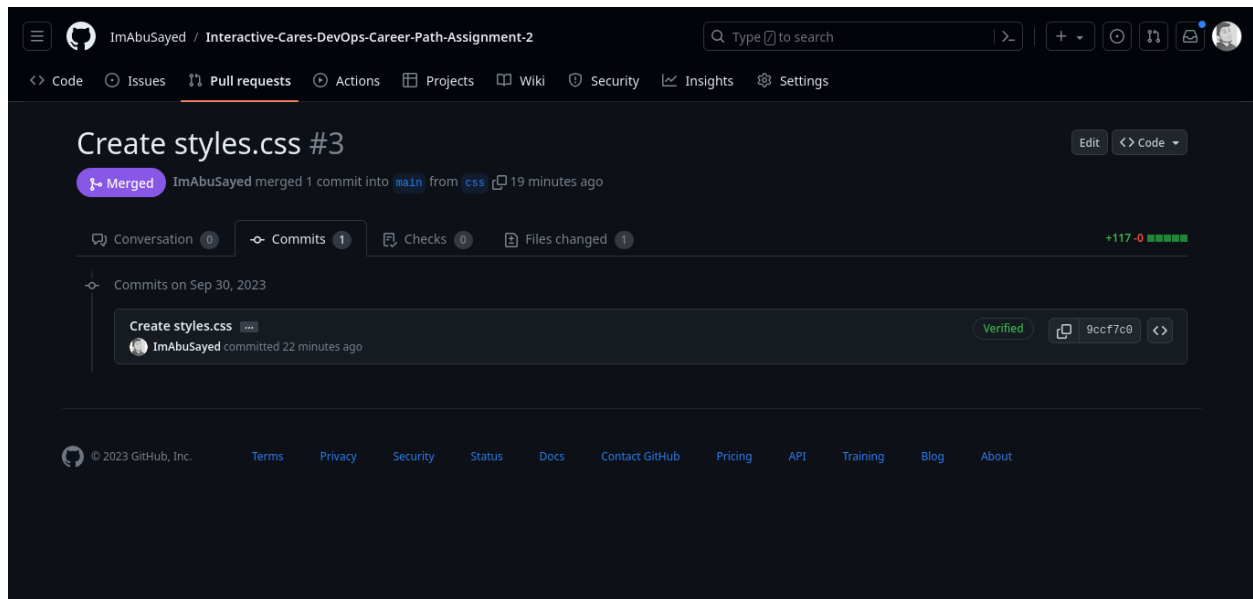 ImAbuSayed / Interactive-Cares-DevOps-Career-Path-Assignment-2
Type / to search
Code Issues Pull requests Actions Projects Wiki Security Insights Settings
Create styles.css #3
Edit <> Code
Merged ImAbuSayed merged 1 commit into main from css 19 minutes ago
Conversation 0 Commits 1 Checks 0 Files changed 1 +117 -0
Commits on Sep 30, 2023
Create styles.css ...
ImAbuSayed committed 22 minutes ago
Verified 9ccf7c0
© 2023 GitHub, Inc. Terms Privacy Security Status Docs Contact GitHub Pricing API Training Blog About